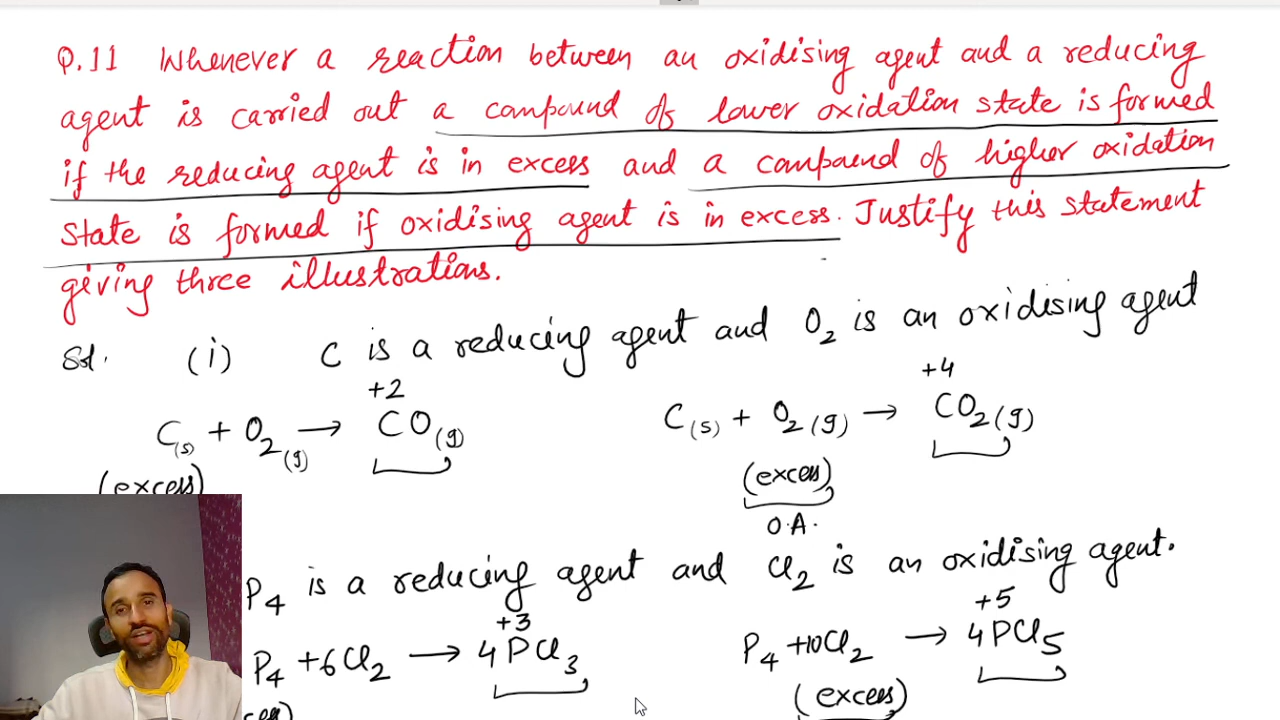 Q.11 Whenever a reaction between an oxidising agent and a reducing
agent is carried out a compound of lower oxidation state is formed
if the reducing agent is in excess and a compound of higher oxidation
state is formed if oxidising agent is in excess. Justify this statement
giving three illustrations.
Sol. (i) C is a reducing agent and O₂ is an oxidising agent
+2 +4
C(s) + O₂(g) → CO(g) C(s) + O₂(g) → CO₂(g)
(excess) (excess)
O.A.
P₄ is a reducing agent and Cl₂ is an oxidising agent.
+3 +5
P₄ + 6Cl₂ → 4PCl₃ P₄ + 10Cl₂ → 4PCl₅
(excess)